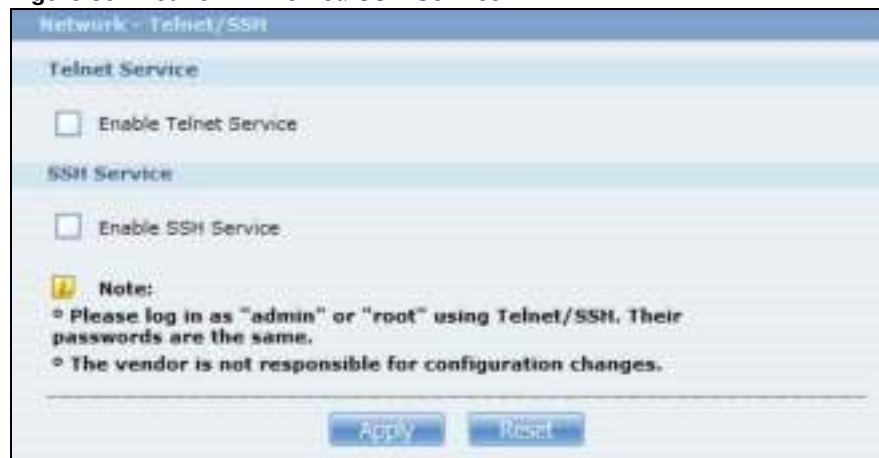 Network - Telnet/SSH
Telnet Service
Enable Telnet Service
SSH Service
Enable SSH Service
Note:
° Please log in as "admin" or "root" using Telnet/SSH. Their
passwords are the same.
° The vendor is not responsible for configuration changes.
Apply Reset